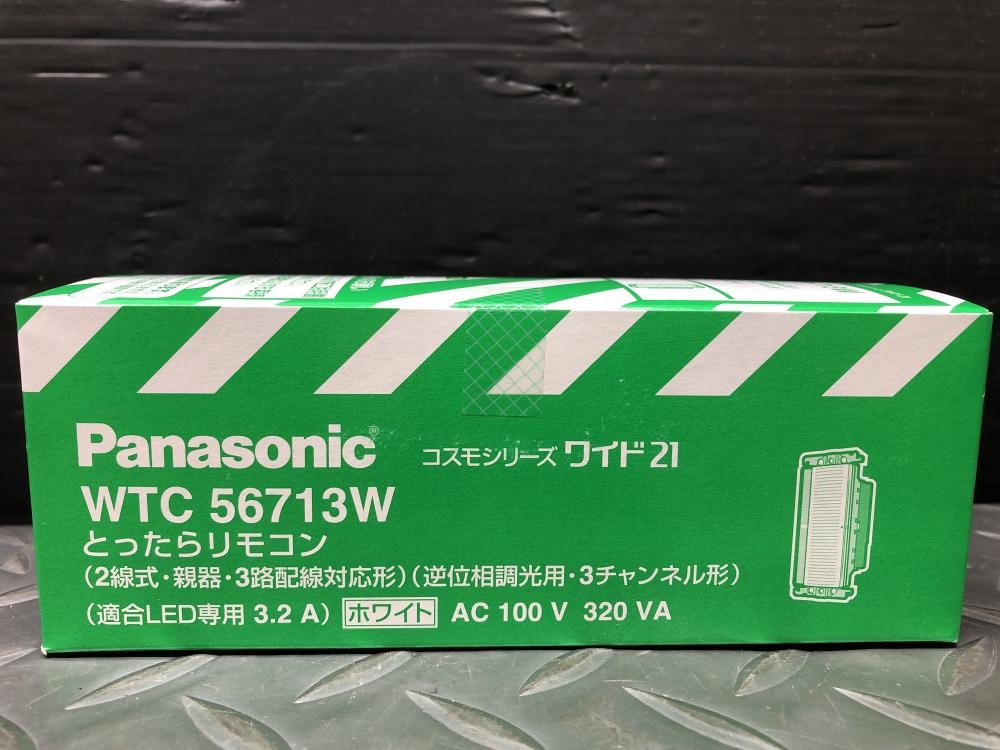 Panasonic® コスモシリーズ ワイド21
WTC 56713W
とったらリモコン
(2線式・親器・3路配線対応形)(逆位相調光用・3チャンネル形)
(適合LED専用 3.2 A) ホワイト AC 100 V 320 VA